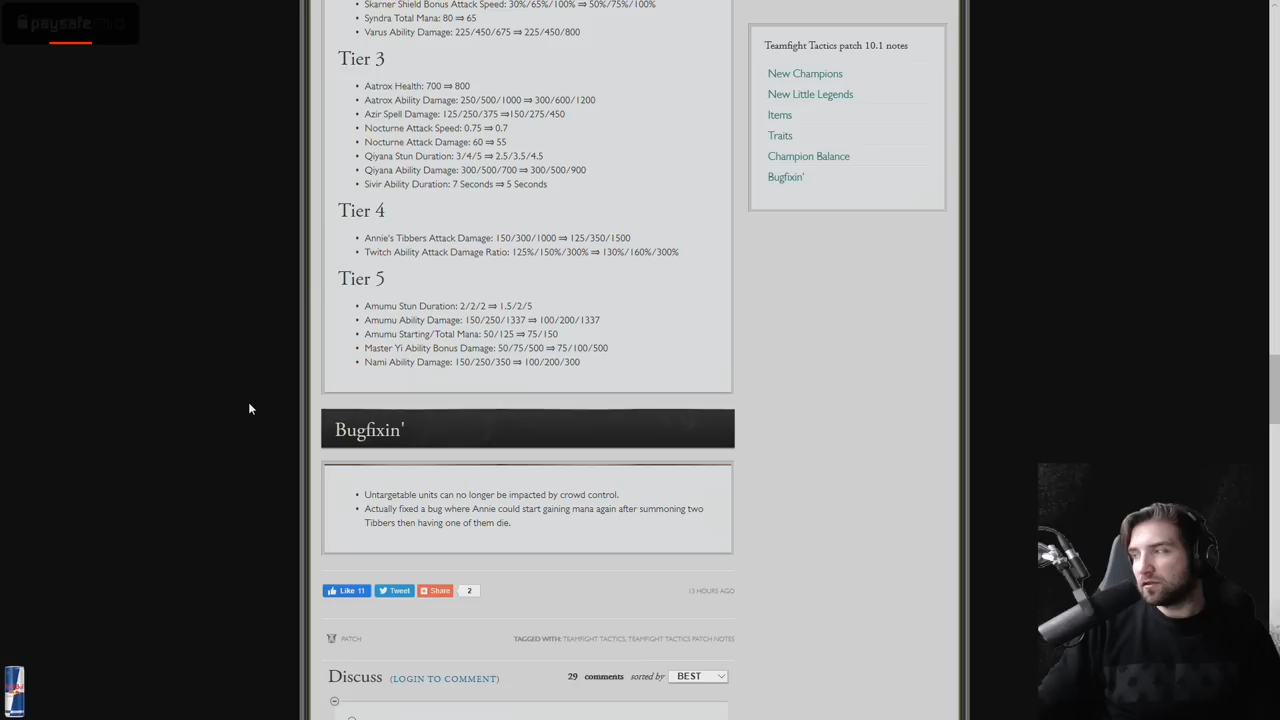 paysafe
Skarner Shield Bonus Attack Speed: 30%/65%/100% ⇒ 50%/75%/100%
• Syndra Total Mana: 80 ⇒ 65
• Varus Ability Damage: 225/450/675 ⇒ 225/450/800
Tier 3
• Aatrox Health: 700 ⇒ 800
• Aatrox Ability Damage: 250/500/1000 ⇒ 300/600/1200
• Azir Spell Damage: 125/250/375 ⇒150/275/450
• Nocturne Attack Speed: 0.75 ⇒ 0.7
• Nocturne Attack Damage: 60 ⇒ 55
• Qiyana Stun Duration: 3/4/5 ⇒ 2.5/3.5/4.5
• Qiyana Ability Damage: 300/500/700 ⇒ 300/500/900
• Sivir Ability Duration: 7 Seconds ⇒ 5 Seconds
Tier 4
• Annie's Tibbers Attack Damage: 150/300/1000 ⇒ 125/350/1500
• Twitch Ability Attack Damage Ratio: 125%/150%/300% ⇒ 130%/160%/300%
Tier 5
• Amumu Stun Duration: 2/2/2 ⇒ 1.5/2/5
• Amumu Ability Damage: 150/250/1337 ⇒ 100/200/1337
• Amumu Starting/Total Mana: 50/125 ⇒ 75/150
• Master Yi Ability Bonus Damage: 50/75/500 ⇒ 75/100/500
• Nami Ability Damage: 150/250/350 ⇒ 100/200/300
Bugfixin'
• Untargetable units can no longer be impacted by crowd control.
• Actually fixed a bug where Annie could start gaining mana again after summoning two
Tibbers then having one of them die.
Like 11 Tweet Share 2 13 HOURS AGO
PATCH TAGGED WITH: TEAMFIGHT TACTICS, TEAMFIGHT TACTICS PATCH NOTES
Discuss (LOGIN TO COMMENT) 29 comments sorted by BEST
Teamfight Tactics patch 10.1 notes
New Champions
New Little Legends
Items
Traits
Champion Balance
Bugfixin'